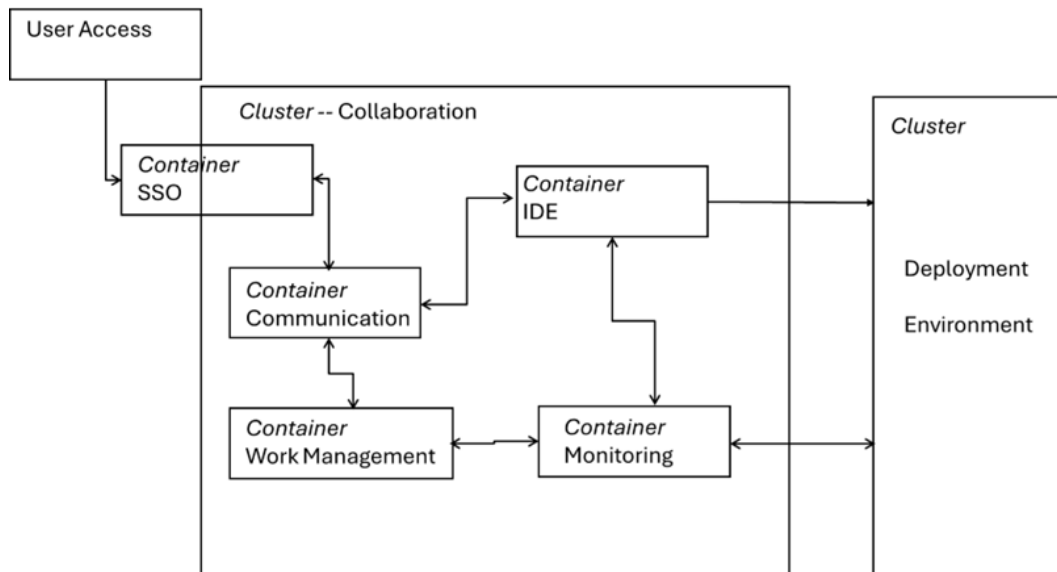 User Access
Cluster -- Collaboration
Cluster
Container
SSO
Container
IDE
Deployment
Environment
Container
Communication
Container
Work Management
Container
Monitoring